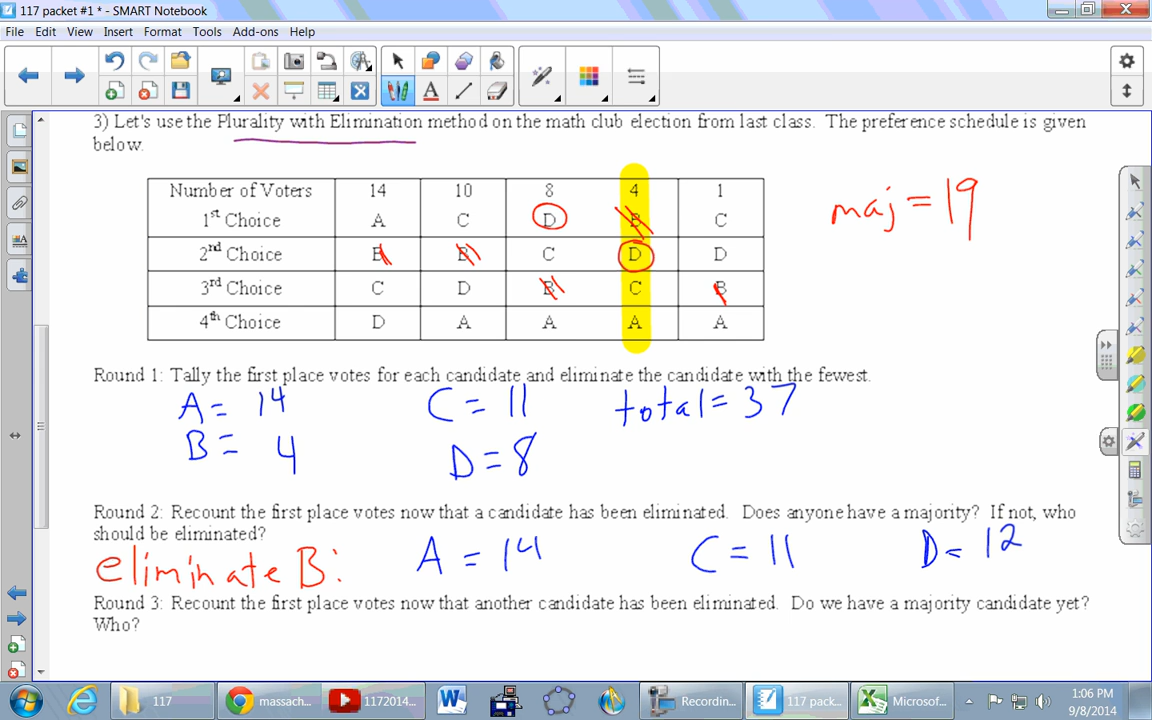 117 packet #1 * - SMART Notebook
File Edit View Insert Format Tools Add-ons Help
3) Let's use the Plurality with Elimination method on the math club election from last class. The preference schedule is given
below.
Number of Voters 14 10 8 4 1
1st Choice A C D B C
2nd Choice B B C D D
3rd Choice C D B C B
4th Choice D A A A A
maj = 19
Round 1: Tally the first place votes for each candidate and eliminate the candidate with the fewest.
A = 14 C = 11 total = 37
B = 4 D = 8
Round 2: Recount the first place votes now that a candidate has been eliminated. Does anyone have a majority? If not, who
should be eliminated?
eliminate B: A = 14 C = 11 D = 12
Round 3: Recount the first place votes now that another candidate has been eliminated. Do we have a majority candidate yet?
Who?
117 massach... 1172014... Recordin... 117 pack... Microsof...
1:06 PM
9/8/2014